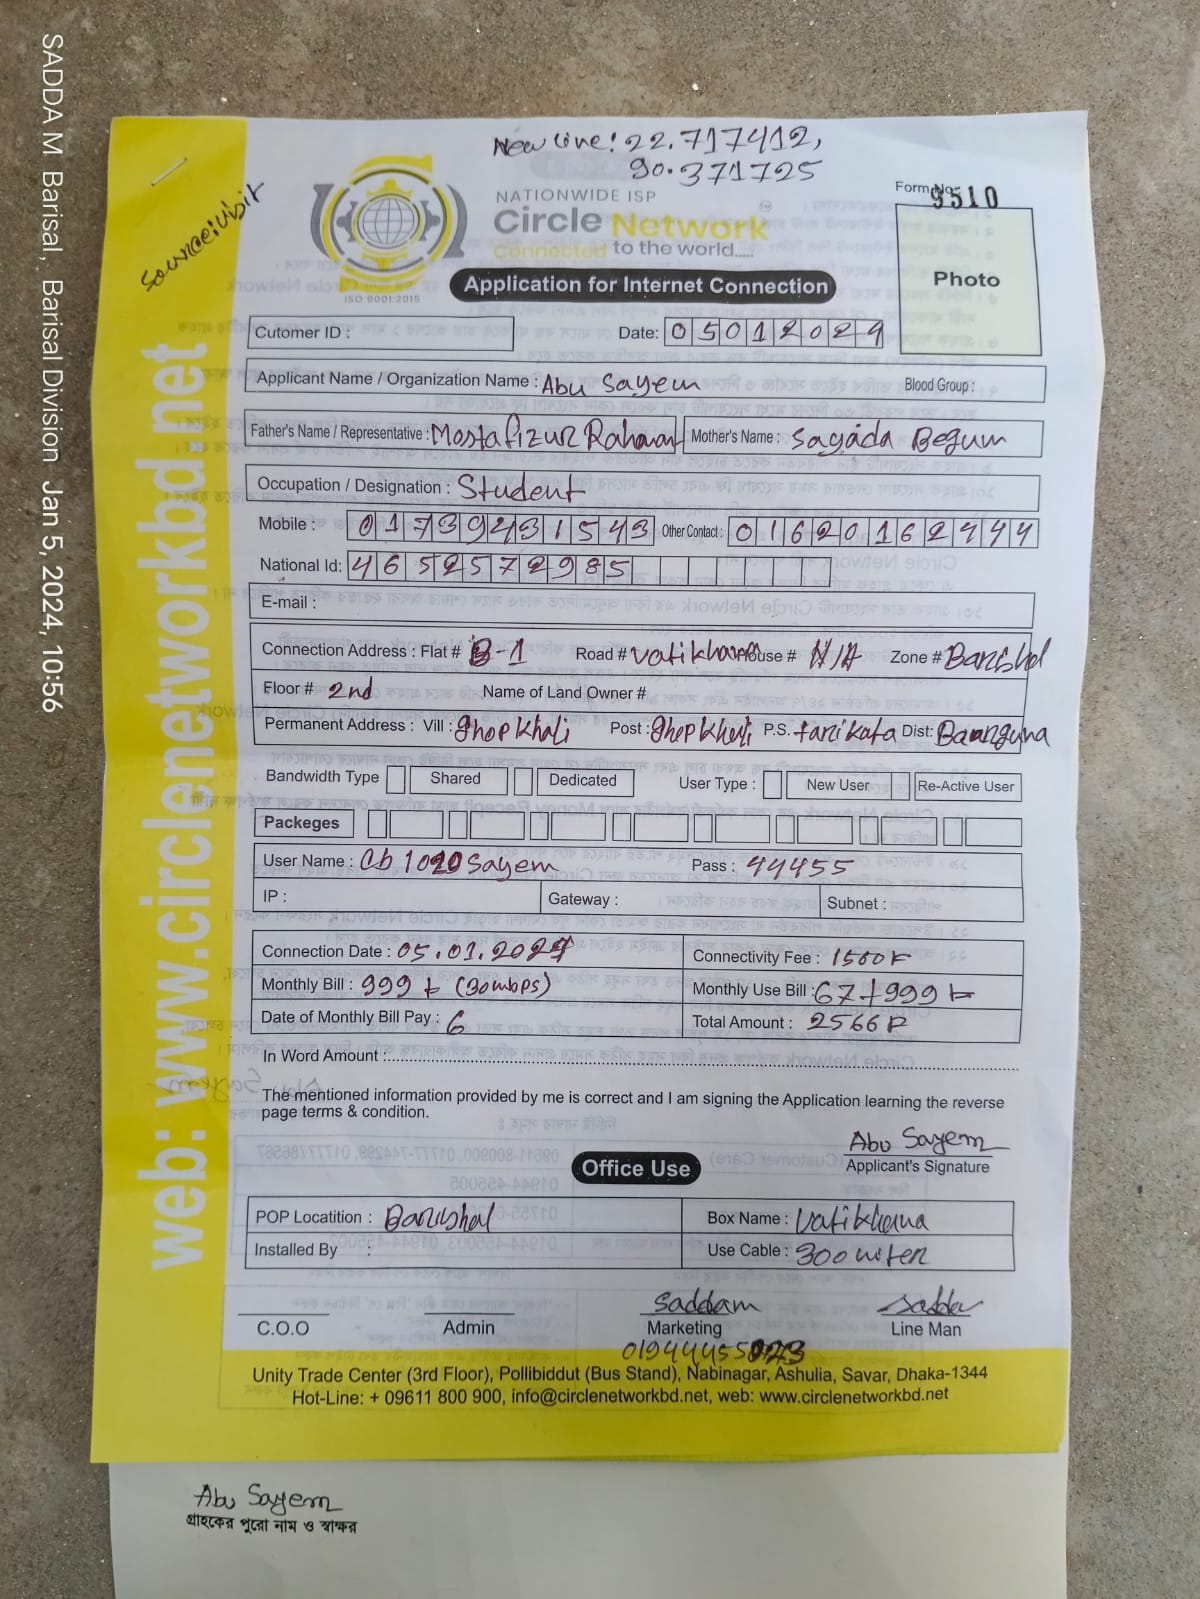 SADDA M Barisal, Barisal Division Jan 5, 2024, 10:56
New Line: 22.717412,
90.371725
Source: Visit
NATIONWIDE ISP
Circle Network
Connected to the world.....
ISO 9001:2015
Form No-
9510
Photo
Application for Internet Connection
Cutomer ID :
Date: 05012024
Applicant Name / Organization Name : Abu Sayem Blood Group :
Father's Name / Representative : Mostafizur Rahaman Mother's Name : Sayada Begum
Occupation / Designation : Student
Mobile : 01739431543 Other Contact : 01620162444
National Id: 4652572985
E-mail :
Connection Address : Flat # B-1 Road # Vatikhana House # N/A Zone # Barishal
Floor # 2nd Name of Land Owner #
Permanent Address : Vill : Ghopkhali Post : Ghopkhali P.S. Dist: Barguna
Bandwidth Type Shared Dedicated User Type : New User Re-Active User
Packeges
User Name : Cb1020Sayem Pass : 44455
IP : Gateway : Subnet :
Connection Date : 05.01.2024 Connectivity Fee : 1500৳
Monthly Bill : 999 ৳ (30mbps) Monthly Use Bill : 67+999 ৳
Date of Monthly Bill Pay : 6 Total Amount : 2566৳
In Word Amount :
The mentioned information provided by me is correct and I am signing the Application learning the reverse
page terms & condition.
Abu Sayem
Applicant's Signature
Office Use
POP Locatition : Barishal Box Name : Vatikhana
Installed By : Use Cable : 300 miter
Saddam
C.O.O Admin Marketing Line Man
Unity Trade Center (3rd Floor), Pollibiddut (Bus Stand), Nabinagar, Ashulia, Savar, Dhaka-1344
Hot-Line: + 09611 800 900, info@circlenetworkbd.net, web: www.circlenetworkbd.net
web: www.circlenetworkbd.net
Abu Sayem
গ্রাহকের পুরো নাম ও স্বাক্ষর